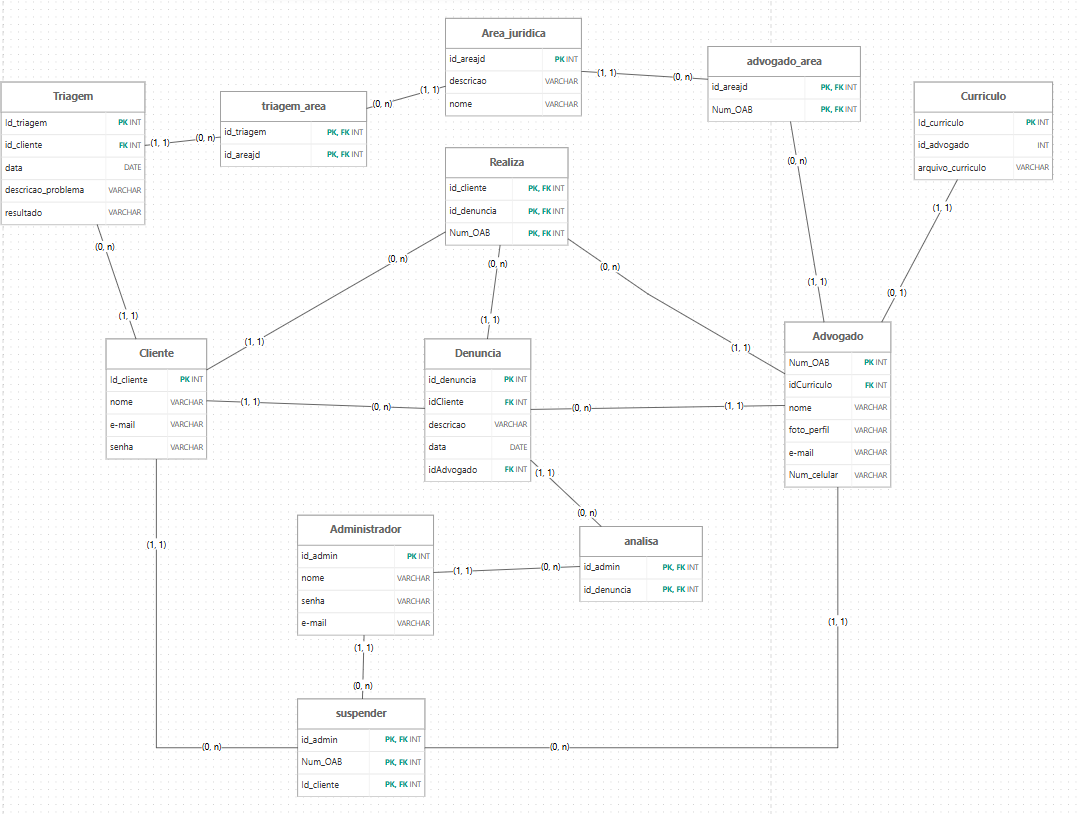 Area_juridica
id_areajd PK INT
descricao VARCHAR
nome VARCHAR
advogado_area
id_areajd PK, FK INT
Num_OAB PK, FK INT
Triagem
Id_triagem PK INT
id_cliente FK INT
data DATE
descricao_problema VARCHAR
resultado VARCHAR
triagem_area
id_triagem PK, FK INT
id_areajd PK, FK INT
Curriculo
Id_curriculo PK INT
id_advogado INT
arquivo_curriculo VARCHAR
(1, 1)
(0, n)
(1, 1)
(0, n)
(1, 1)
(0, n)
Realiza
id_cliente PK, FK INT
id_denuncia PK, FK INT
Num_OAB PK, FK INT
(0, n)
(1, 1)
(0, n)
(0, n)
(0, n)
(0, n)
(1, 1)
(0, 1)
(1, 1)
(1, 1)
(1, 1)
(1, 1)
Cliente
Id_cliente PK INT
nome VARCHAR
e-mail VARCHAR
senha VARCHAR
(1, 1)
(0, n)
Denuncia
id_denuncia PK INT
idCliente FK INT
descricao VARCHAR
data DATE
idAdvogado FK INT
(0, n)
(1, 1)
Advogado
Num_OAB PK INT
idCurriculo FK INT
nome VARCHAR
foto_perfil VARCHAR
e-mail VARCHAR
Num_celular VARCHAR
(1, 1)
(0, n)
Administrador
id_admin PK INT
nome VARCHAR
senha VARCHAR
e-mail VARCHAR
(1, 1)
(0, n)
analisa
id_admin PK, FK INT
id_denuncia PK, FK INT
(1, 1)
(1, 1)
(1, 1)
(0, n)
suspender
id_admin PK, FK INT
Num_OAB PK, FK INT
Id_cliente PK, FK INT
(0, n)
(0, n)